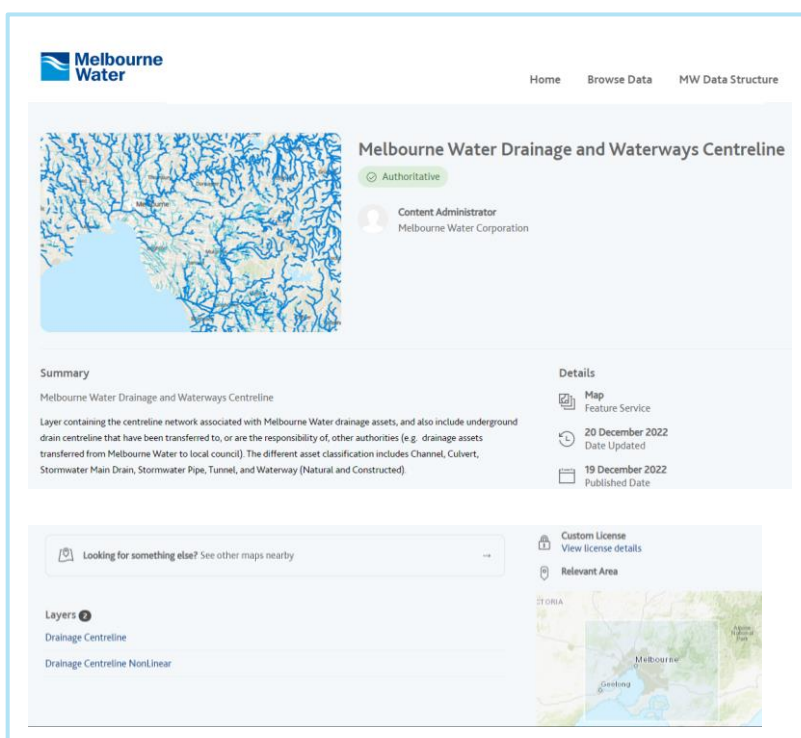 Melbourne
Water
Home Browse Data MW Data Structure
Melbourne
Melbourne Water Drainage and Waterways Centreline
Authoritative
Content Administrator
Melbourne Water Corporation
Summary
Melbourne Water Drainage and Waterways Centreline
Layer containing the centreline network associated with Melbourne Water drainage assets, and also include underground
drain centreline that have been transferred to, or are the responsibility of, other authorities (e.g. drainage assets
transferred from Melbourne Water to local council). The different asset classification includes Channel, Culvert,
Stormwater Main Drain, Stormwater Pipe, Tunnel, and Waterway (Natural and Constructed).
Details
Map
Feature Service
20 December 2022
Date Updated
19 December 2022
Published Date
Looking for something else? See other maps nearby →
Layers 2
Drainage Centreline
Drainage Centreline NonLinear
Custom License
View license details
Relevant Area
CTORIA
Alpine
National
Park
Melbourne
Geelong